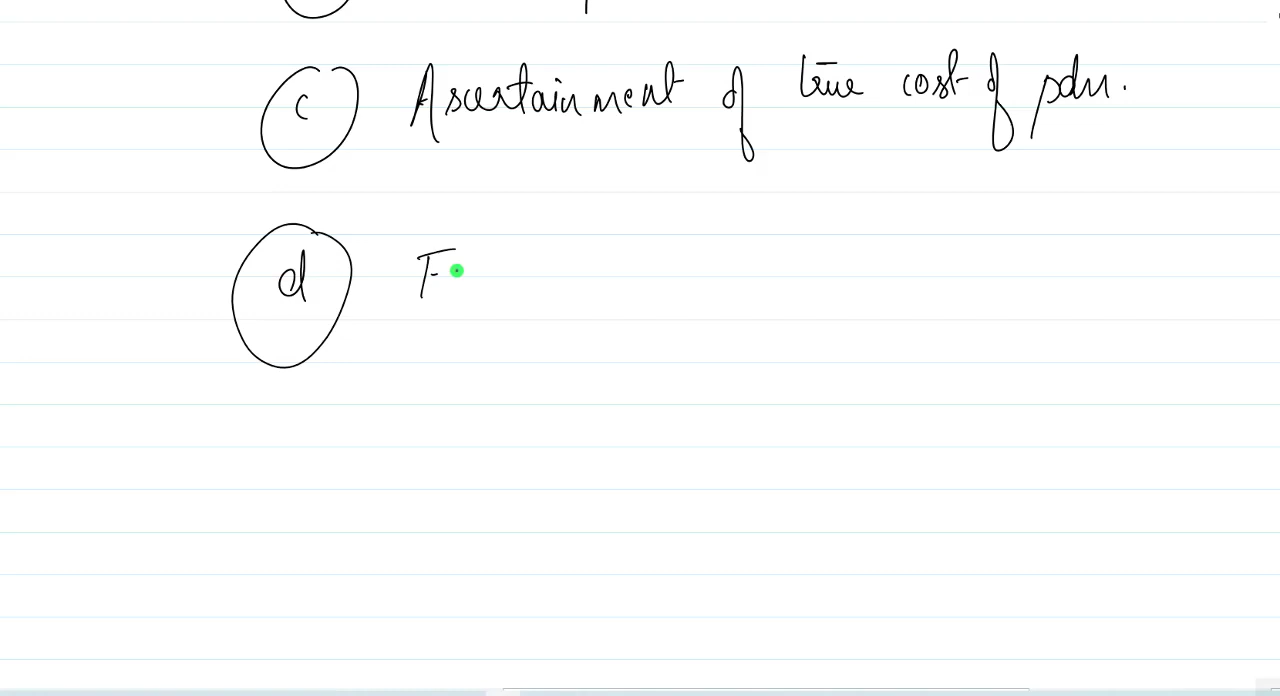 c Ascertainment of true cost of pdn.
d F